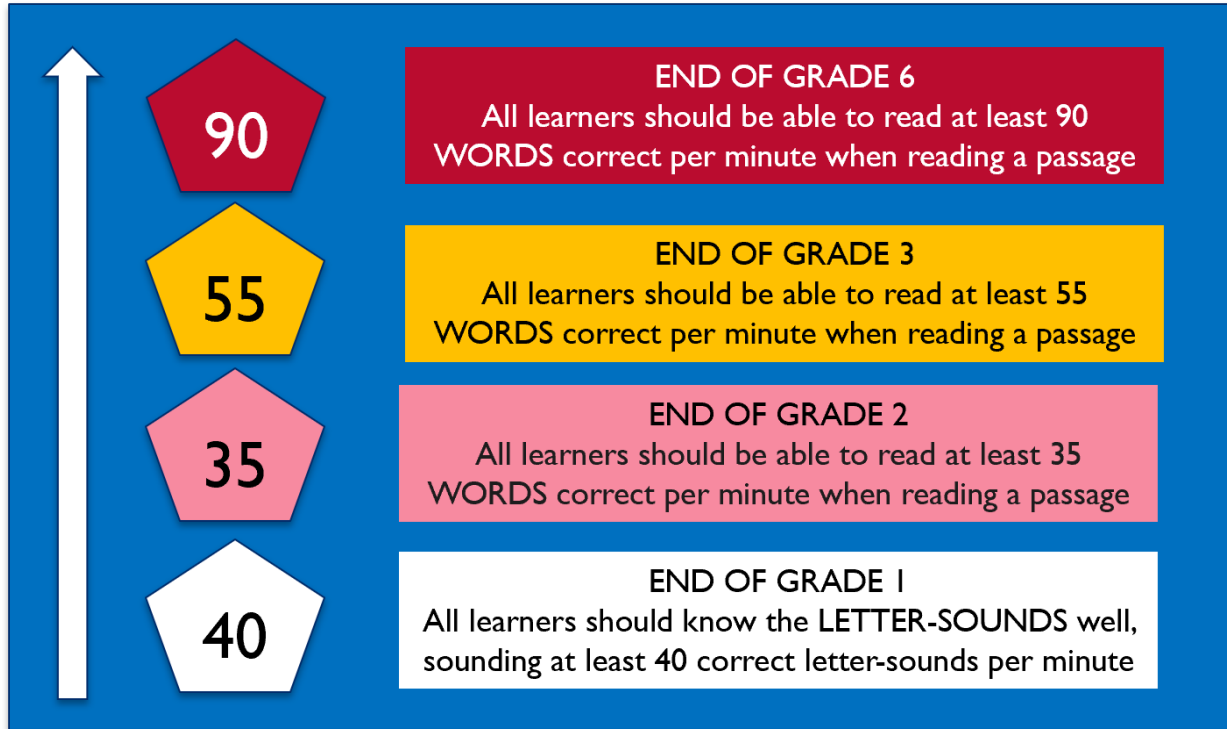 90
END OF GRADE 6
All learners should be able to read at least 90
WORDS correct per minute when reading a passage
55
END OF GRADE 3
All learners should be able to read at least 55
WORDS correct per minute when reading a passage
35
END OF GRADE 2
All learners should be able to read at least 35
WORDS correct per minute when reading a passage
40
END OF GRADE 1
All learners should know the LETTER-SOUNDS well,
sounding at least 40 correct letter-sounds per minute